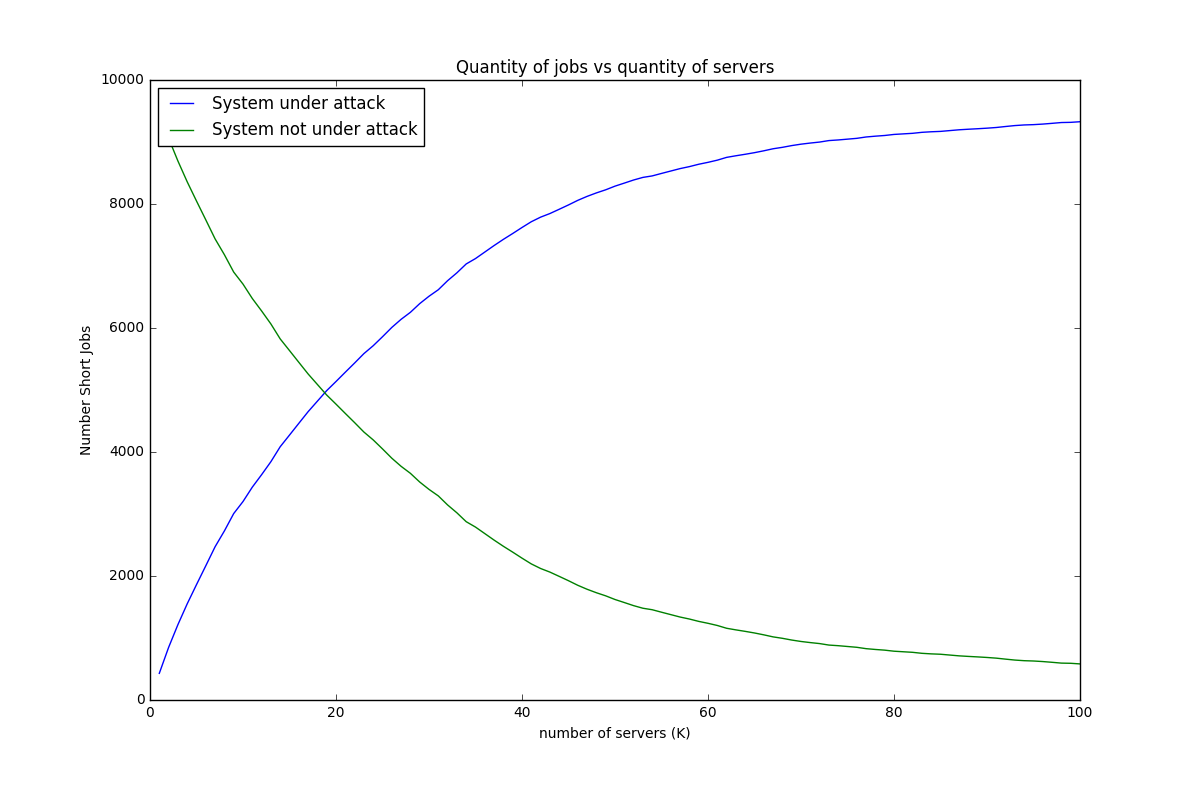 Quantity of jobs vs quantity of servers
10000
System under attack
System not under attack
8000
6000
Number Short Jobs
4000
2000
0
0 20 40 60 80 100
number of servers (K)